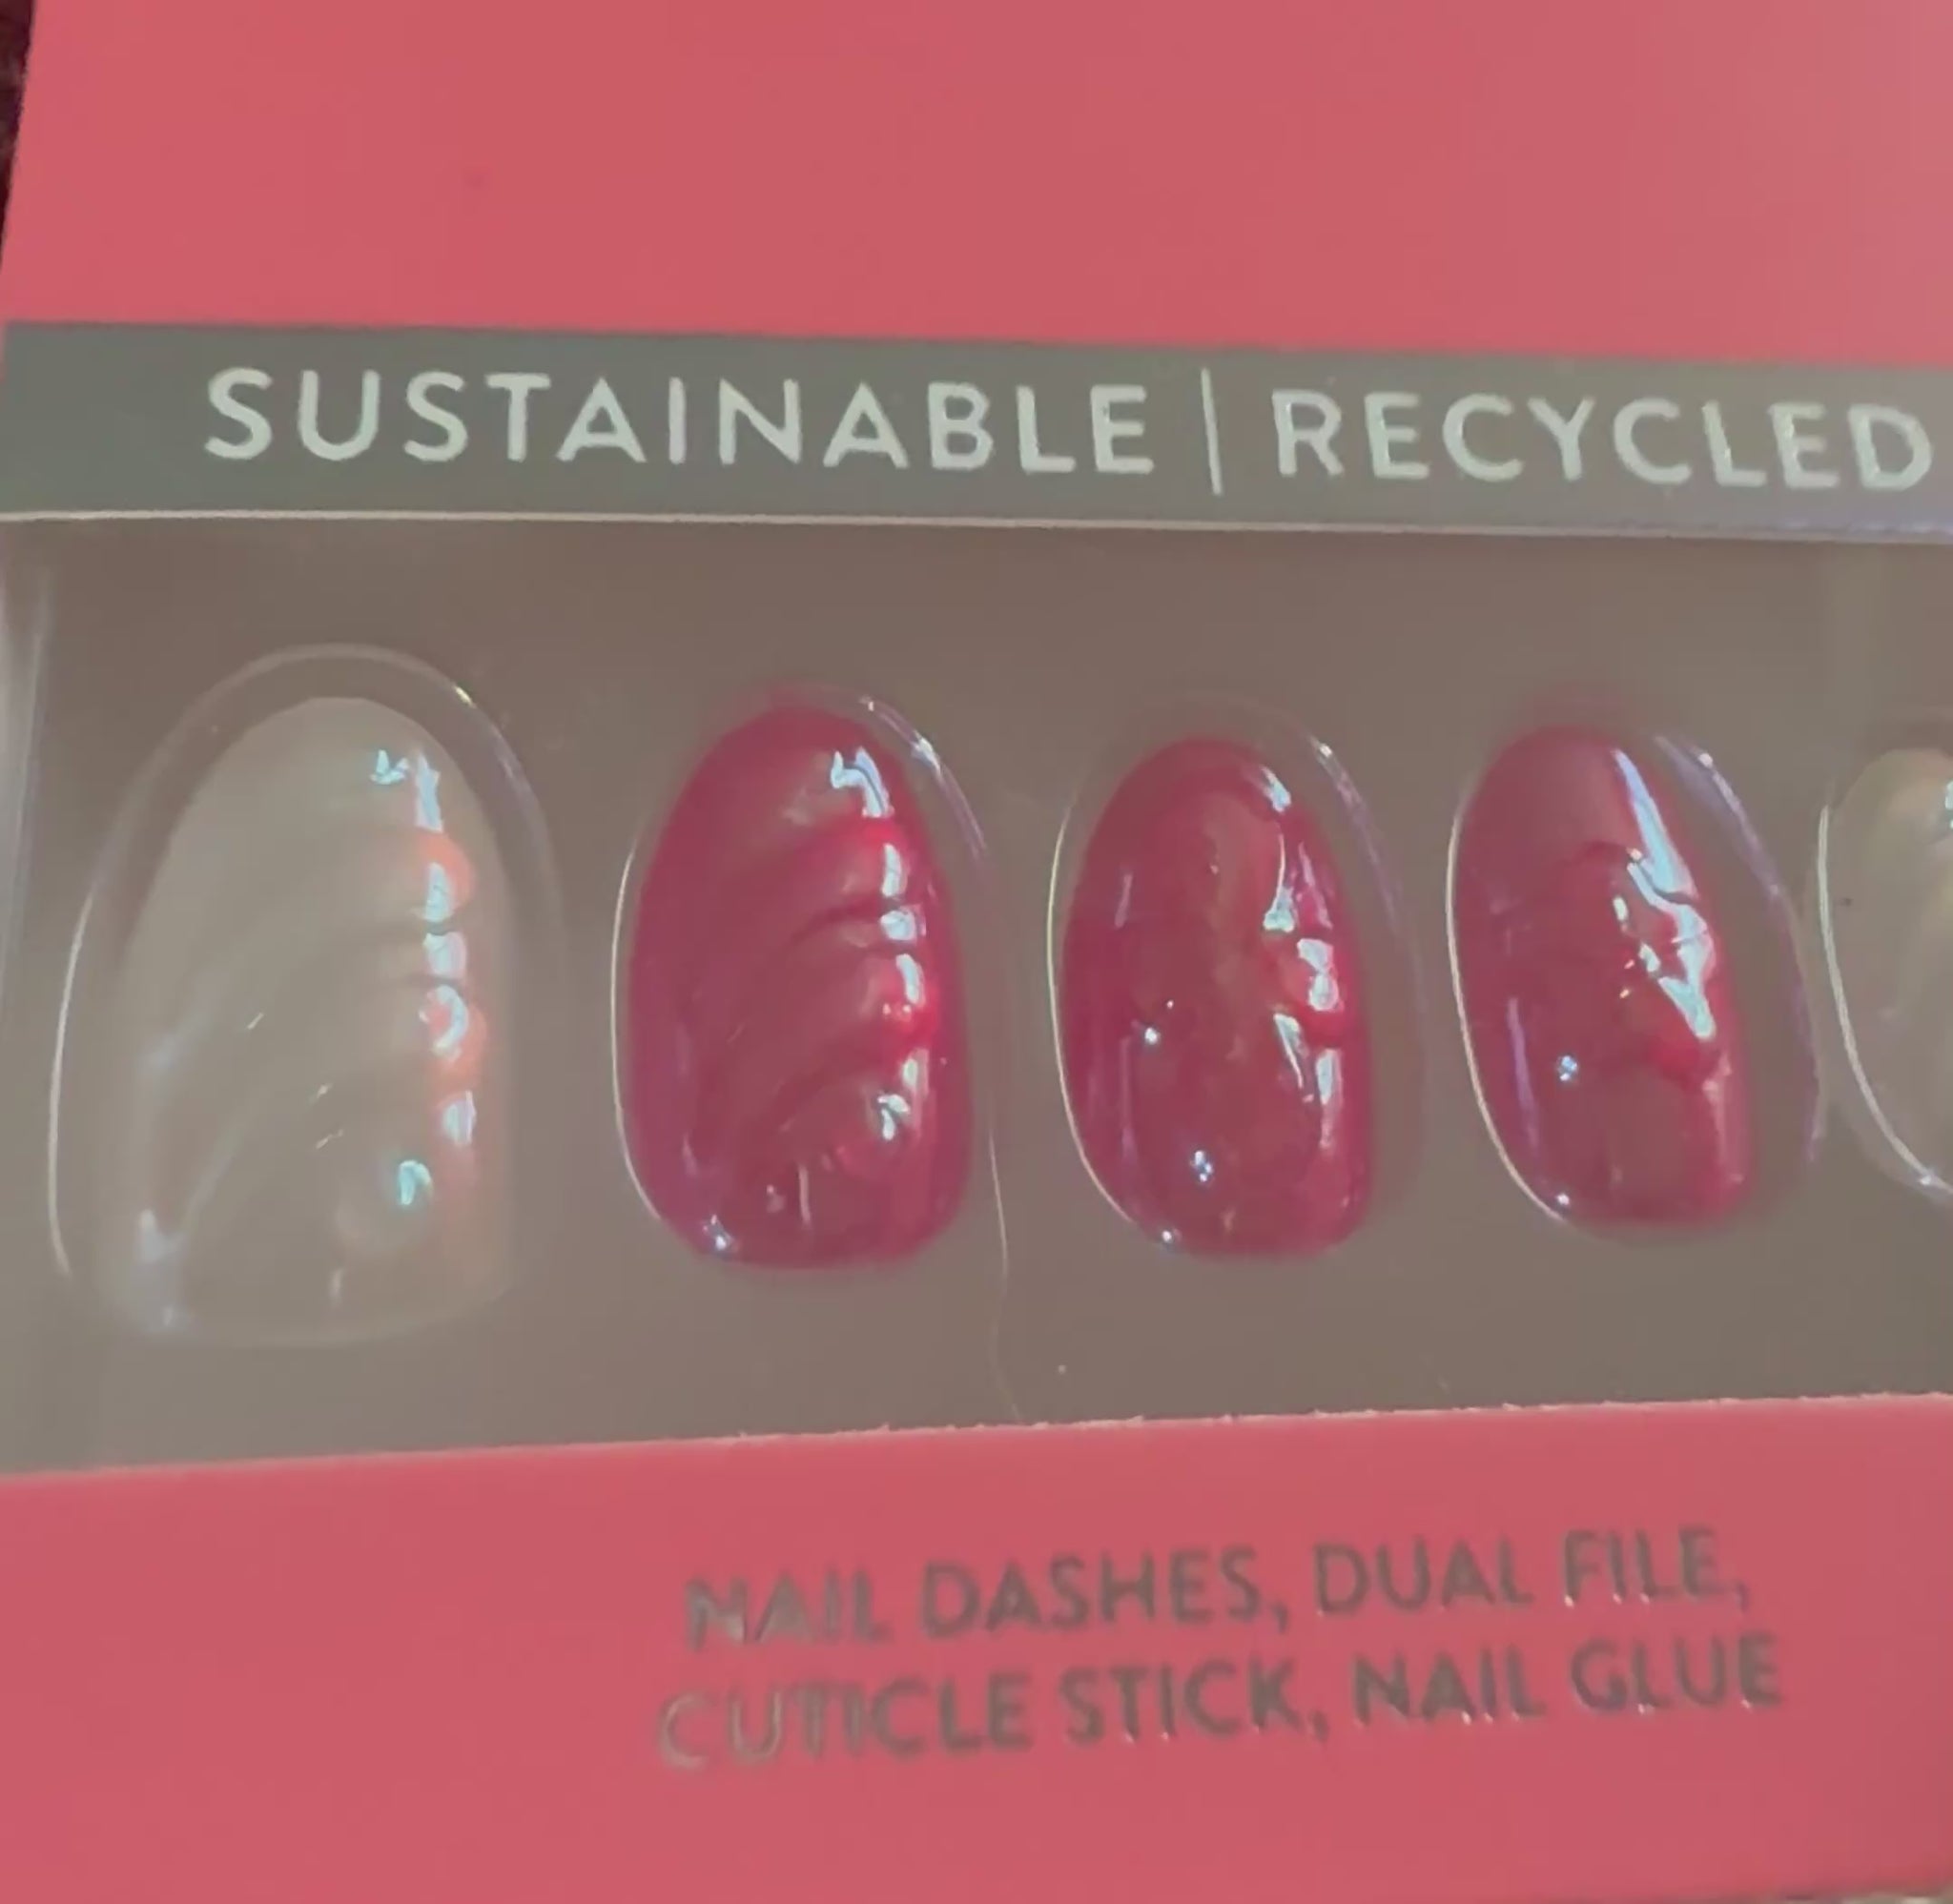 SUSTAINABLE | RECYCLED
NAIL DASHES, DUAL FILE,
CUTICLE STICK, NAIL GLUE